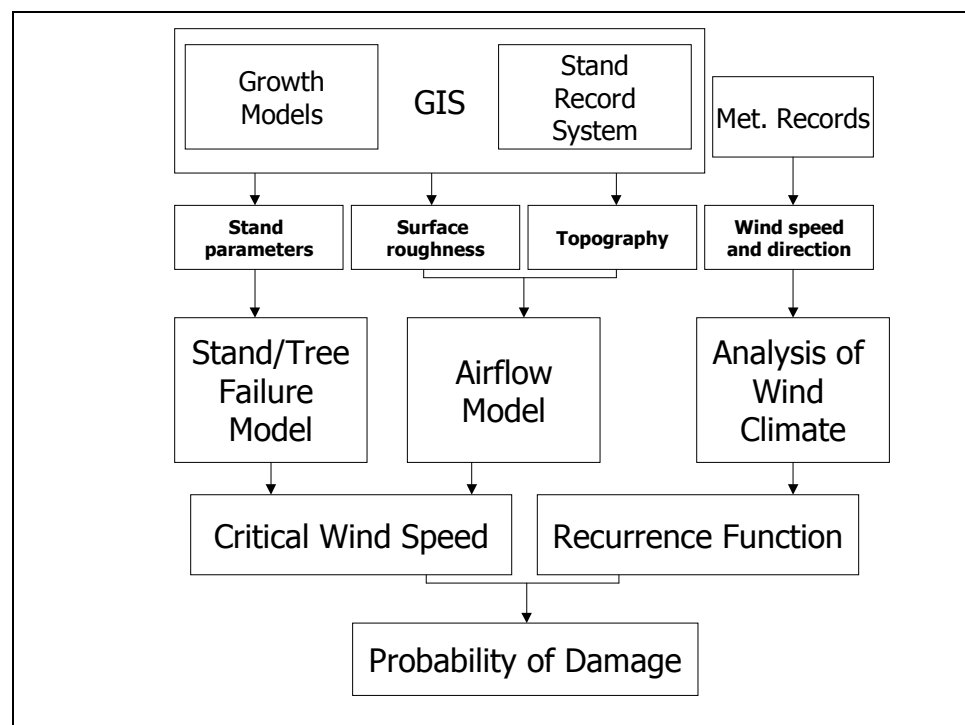 Growth
Models
GIS
Stand
Record
System
Met. Records
Stand
parameters
Surface
roughness
Topography
Wind speed
and direction
Stand/Tree
Failure
Model
Airflow
Model
Analysis of
Wind
Climate
Critical Wind Speed
Recurrence Function
Probability of Damage